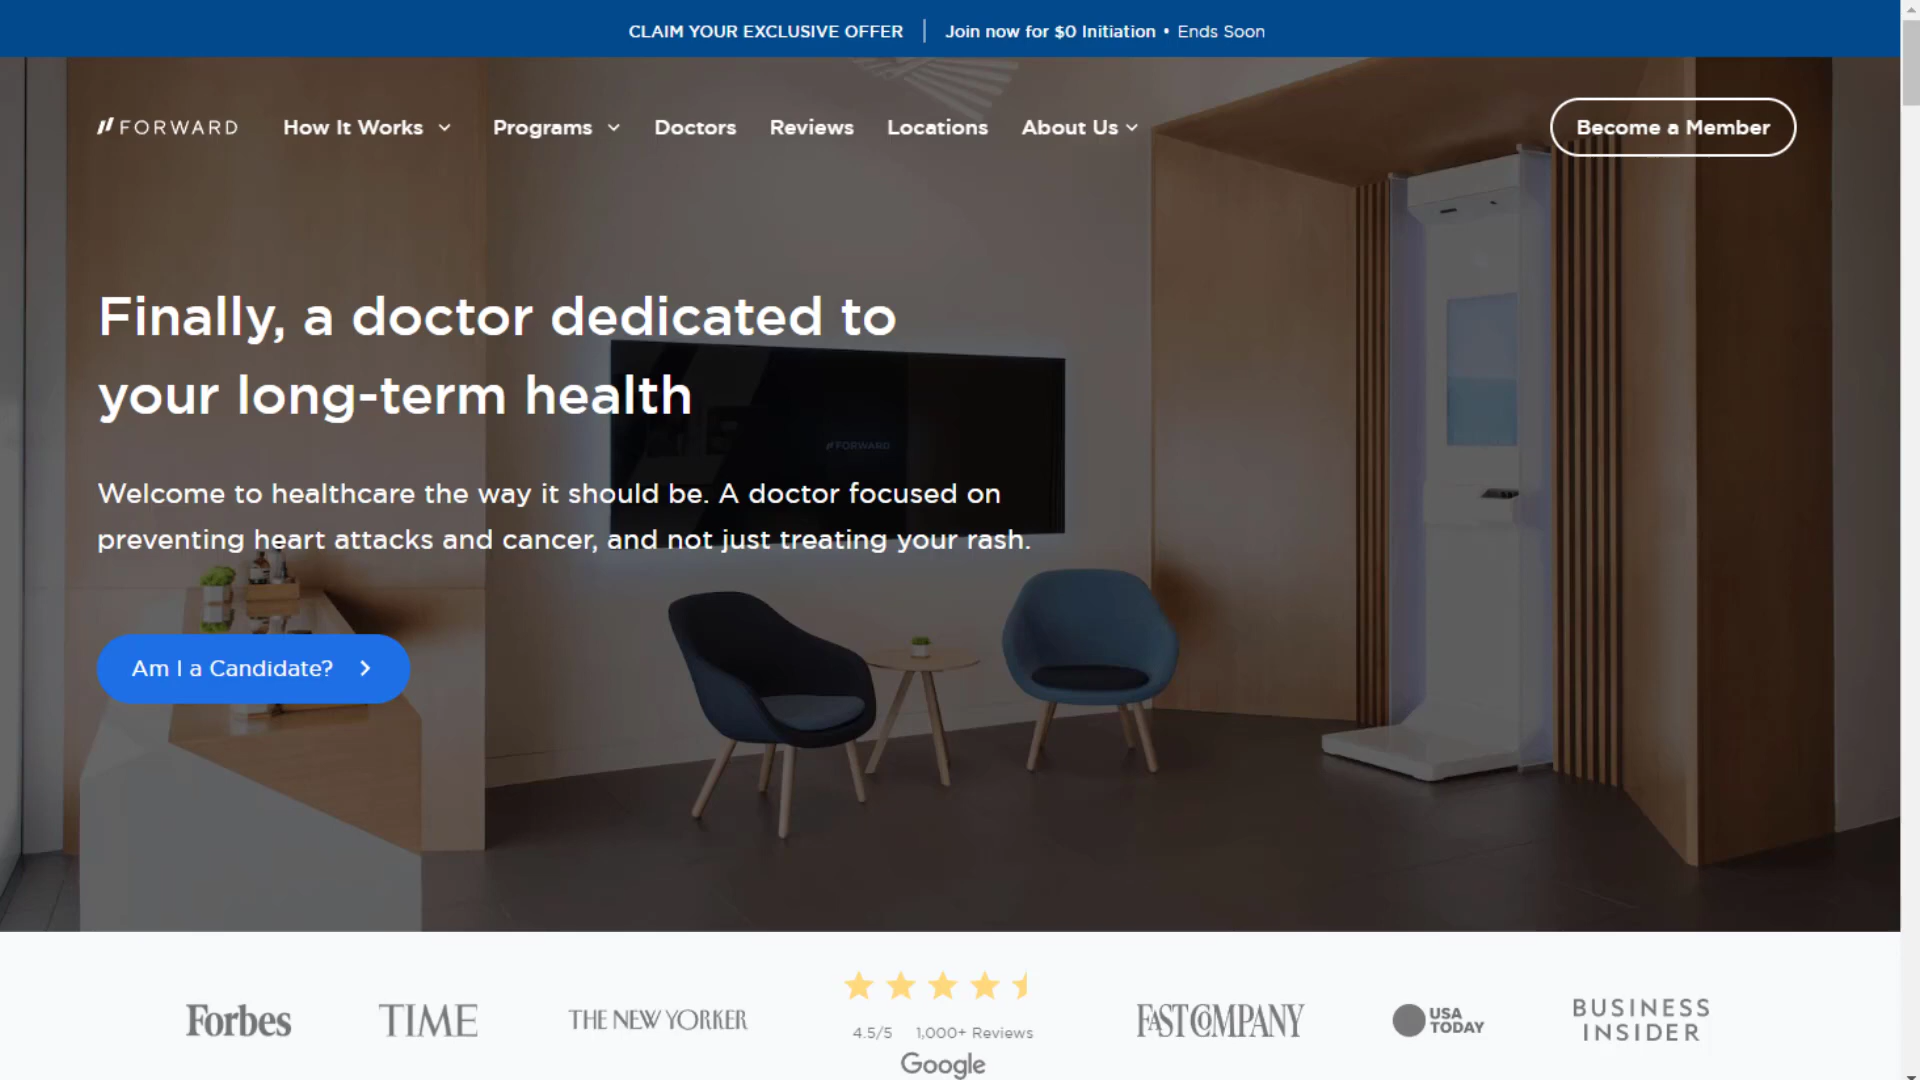 CLAIM YOUR EXCLUSIVE OFFER | Join now for $0 Initiation • Ends Soon
FORWARD How It Works Programs Doctors Reviews Locations About Us Become a Member
Finally, a doctor dedicated to
your long-term health
FORWARD
Welcome to healthcare the way it should be. A doctor focused on
preventing heart attacks and cancer, and not just treating your rash.
Am I a Candidate?
Forbes
TIME
THE NEW YORKER
4.5/5 1,000+ Reviews
Google
FAST COMPANY
USA
TODAY
BUSINESS
INSIDER